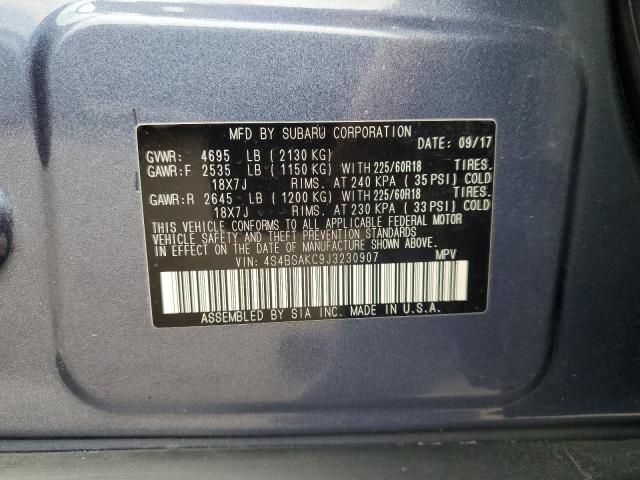 MFD BY SUBARU CORPORATION
DATE: 09/17
GVWR: 4695 LB ( 2130 KG)
GAWR:F 2535 LB ( 1150 KG) WITH 225/60R18 TIRES.
18X7J RIMS. AT 240 KPA ( 35 PSI) COLD
GAWR:R 2645 LB ( 1200 KG) WITH 225/60R18 TIRES.
18X7J RIMS. AT 230 KPA ( 33 PSI) COLD
THIS VEHICLE CONFORMS TO ALL APPLICABLE FEDERAL MOTOR
VEHICLE SAFETY AND THEFT PREVENTION STANDARDS
IN EFFECT ON THE DATE OF MANUFACTURE SHOWN ABOVE.
VIN: 4S4BSAKC9J3230907 MPV
ASSEMBLED BY SIA INC. MADE IN U.S.A.